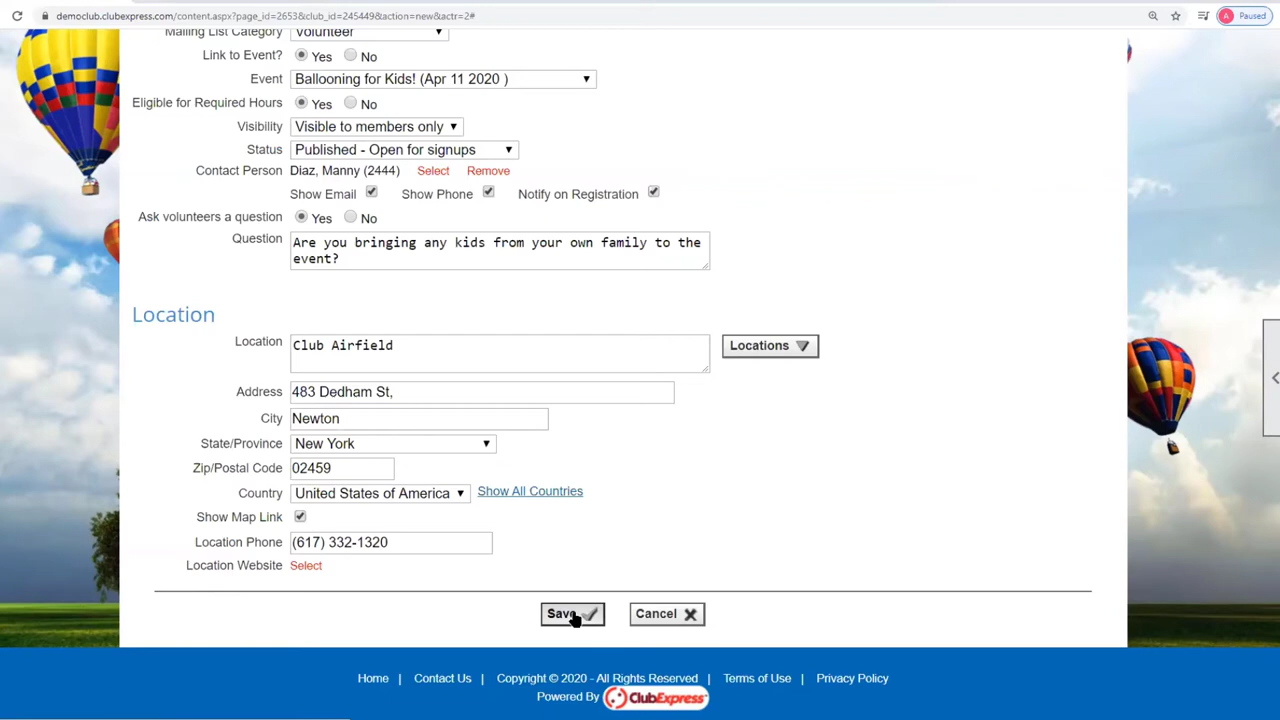 democlub.clubexpress.com/content.aspx?page_id=2653&club_id=245449&action=new&actr=2#
A Paused
Mailing List Category Volunteer
Link to Event? Yes No
Event Ballooning for Kids! (Apr 11 2020 )
Eligible for Required Hours Yes No
Visibility Visible to members only
Status Published - Open for signups
Contact Person Diaz, Manny (2444) Select Remove
Show Email Show Phone Notify on Registration
Ask volunteers a question Yes No
Question Are you bringing any kids from your own family to the
event?
Location
Location Club Airfield Locations
Address 483 Dedham St,
City Newton
State/Province New York
Zip/Postal Code 02459
Country United States of America Show All Countries
Show Map Link
Location Phone (617) 332-1320
Location Website Select
Save Cancel
Home | Contact Us | Copyright © 2020 - All Rights Reserved | Terms of Use | Privacy Policy
Powered By ClubExpress